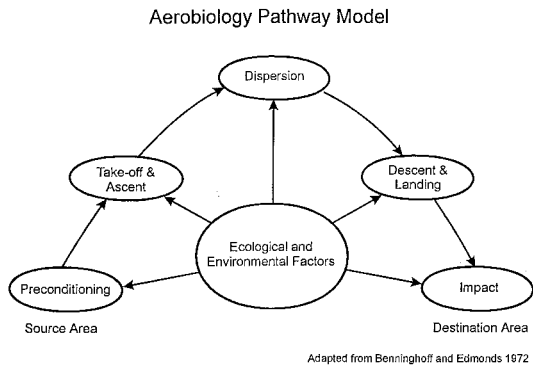 Aerobiology Pathway Model
Dispersion
Take-off &
Ascent
Descent &
Landing
Ecological and
Environmental Factors
Preconditioning
Impact
Source Area
Destination Area
Adapted from Benninghoff and Edmonds 1972